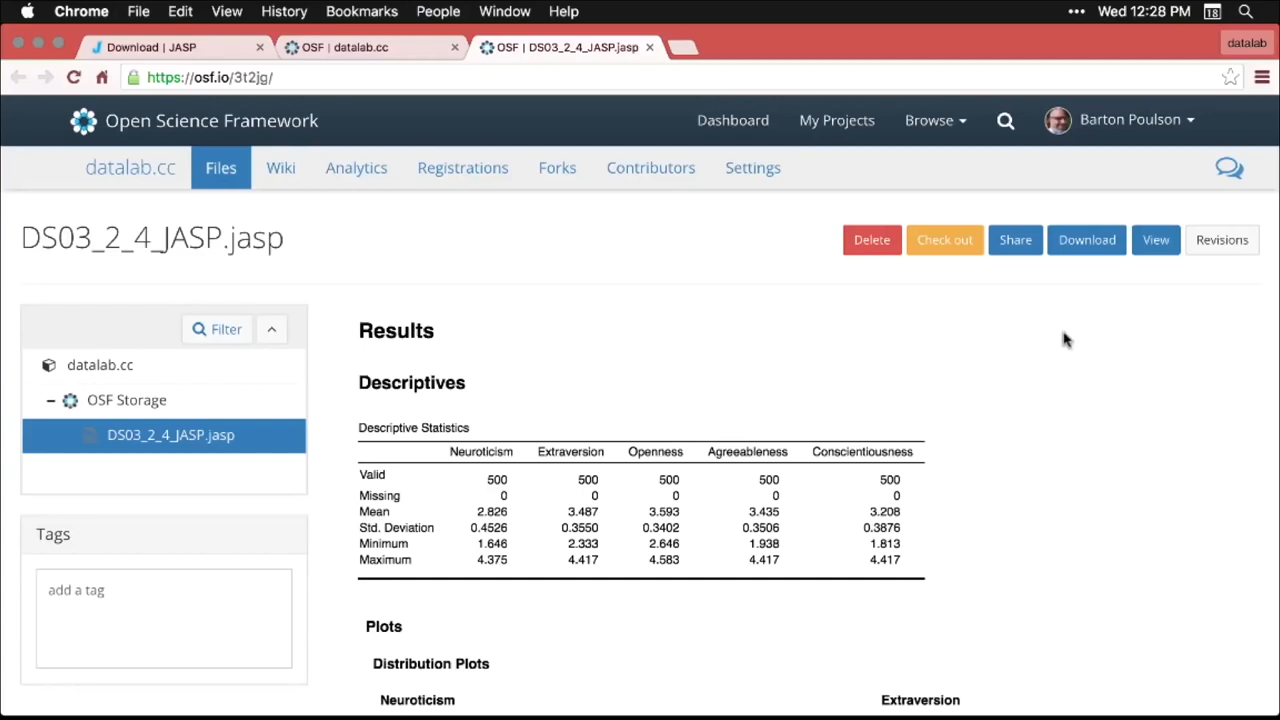 Chrome File Edit View History Bookmarks People Window Help ••• Wed 12:28 PM 18
Download | JASP × OSF | datalab.cc × OSF | DS03_2_4_JASP.jasp × datalab
https://osf.io/3t2jg/
Open Science Framework Dashboard My Projects Browse Barton Poulson
datalab.cc Files Wiki Analytics Registrations Forks Contributors Settings
DS03_2_4_JASP.jasp Delete Check out Share Download View Revisions
Filter
datalab.cc
OSF Storage
DS03_2_4_JASP.jasp
Tags
add a tag
Results
Descriptives
Descriptive Statistics
Neuroticism Extraversion Openness Agreeableness Conscientiousness
Valid 500 500 500 500 500
Missing 0 0 0 0 0
Mean 2.826 3.487 3.593 3.435 3.208
Std. Deviation 0.4526 0.3550 0.3402 0.3506 0.3876
Minimum 1.646 2.333 2.646 1.938 1.813
Maximum 4.375 4.417 4.583 4.417 4.417
Plots
Distribution Plots
Neuroticism Extraversion